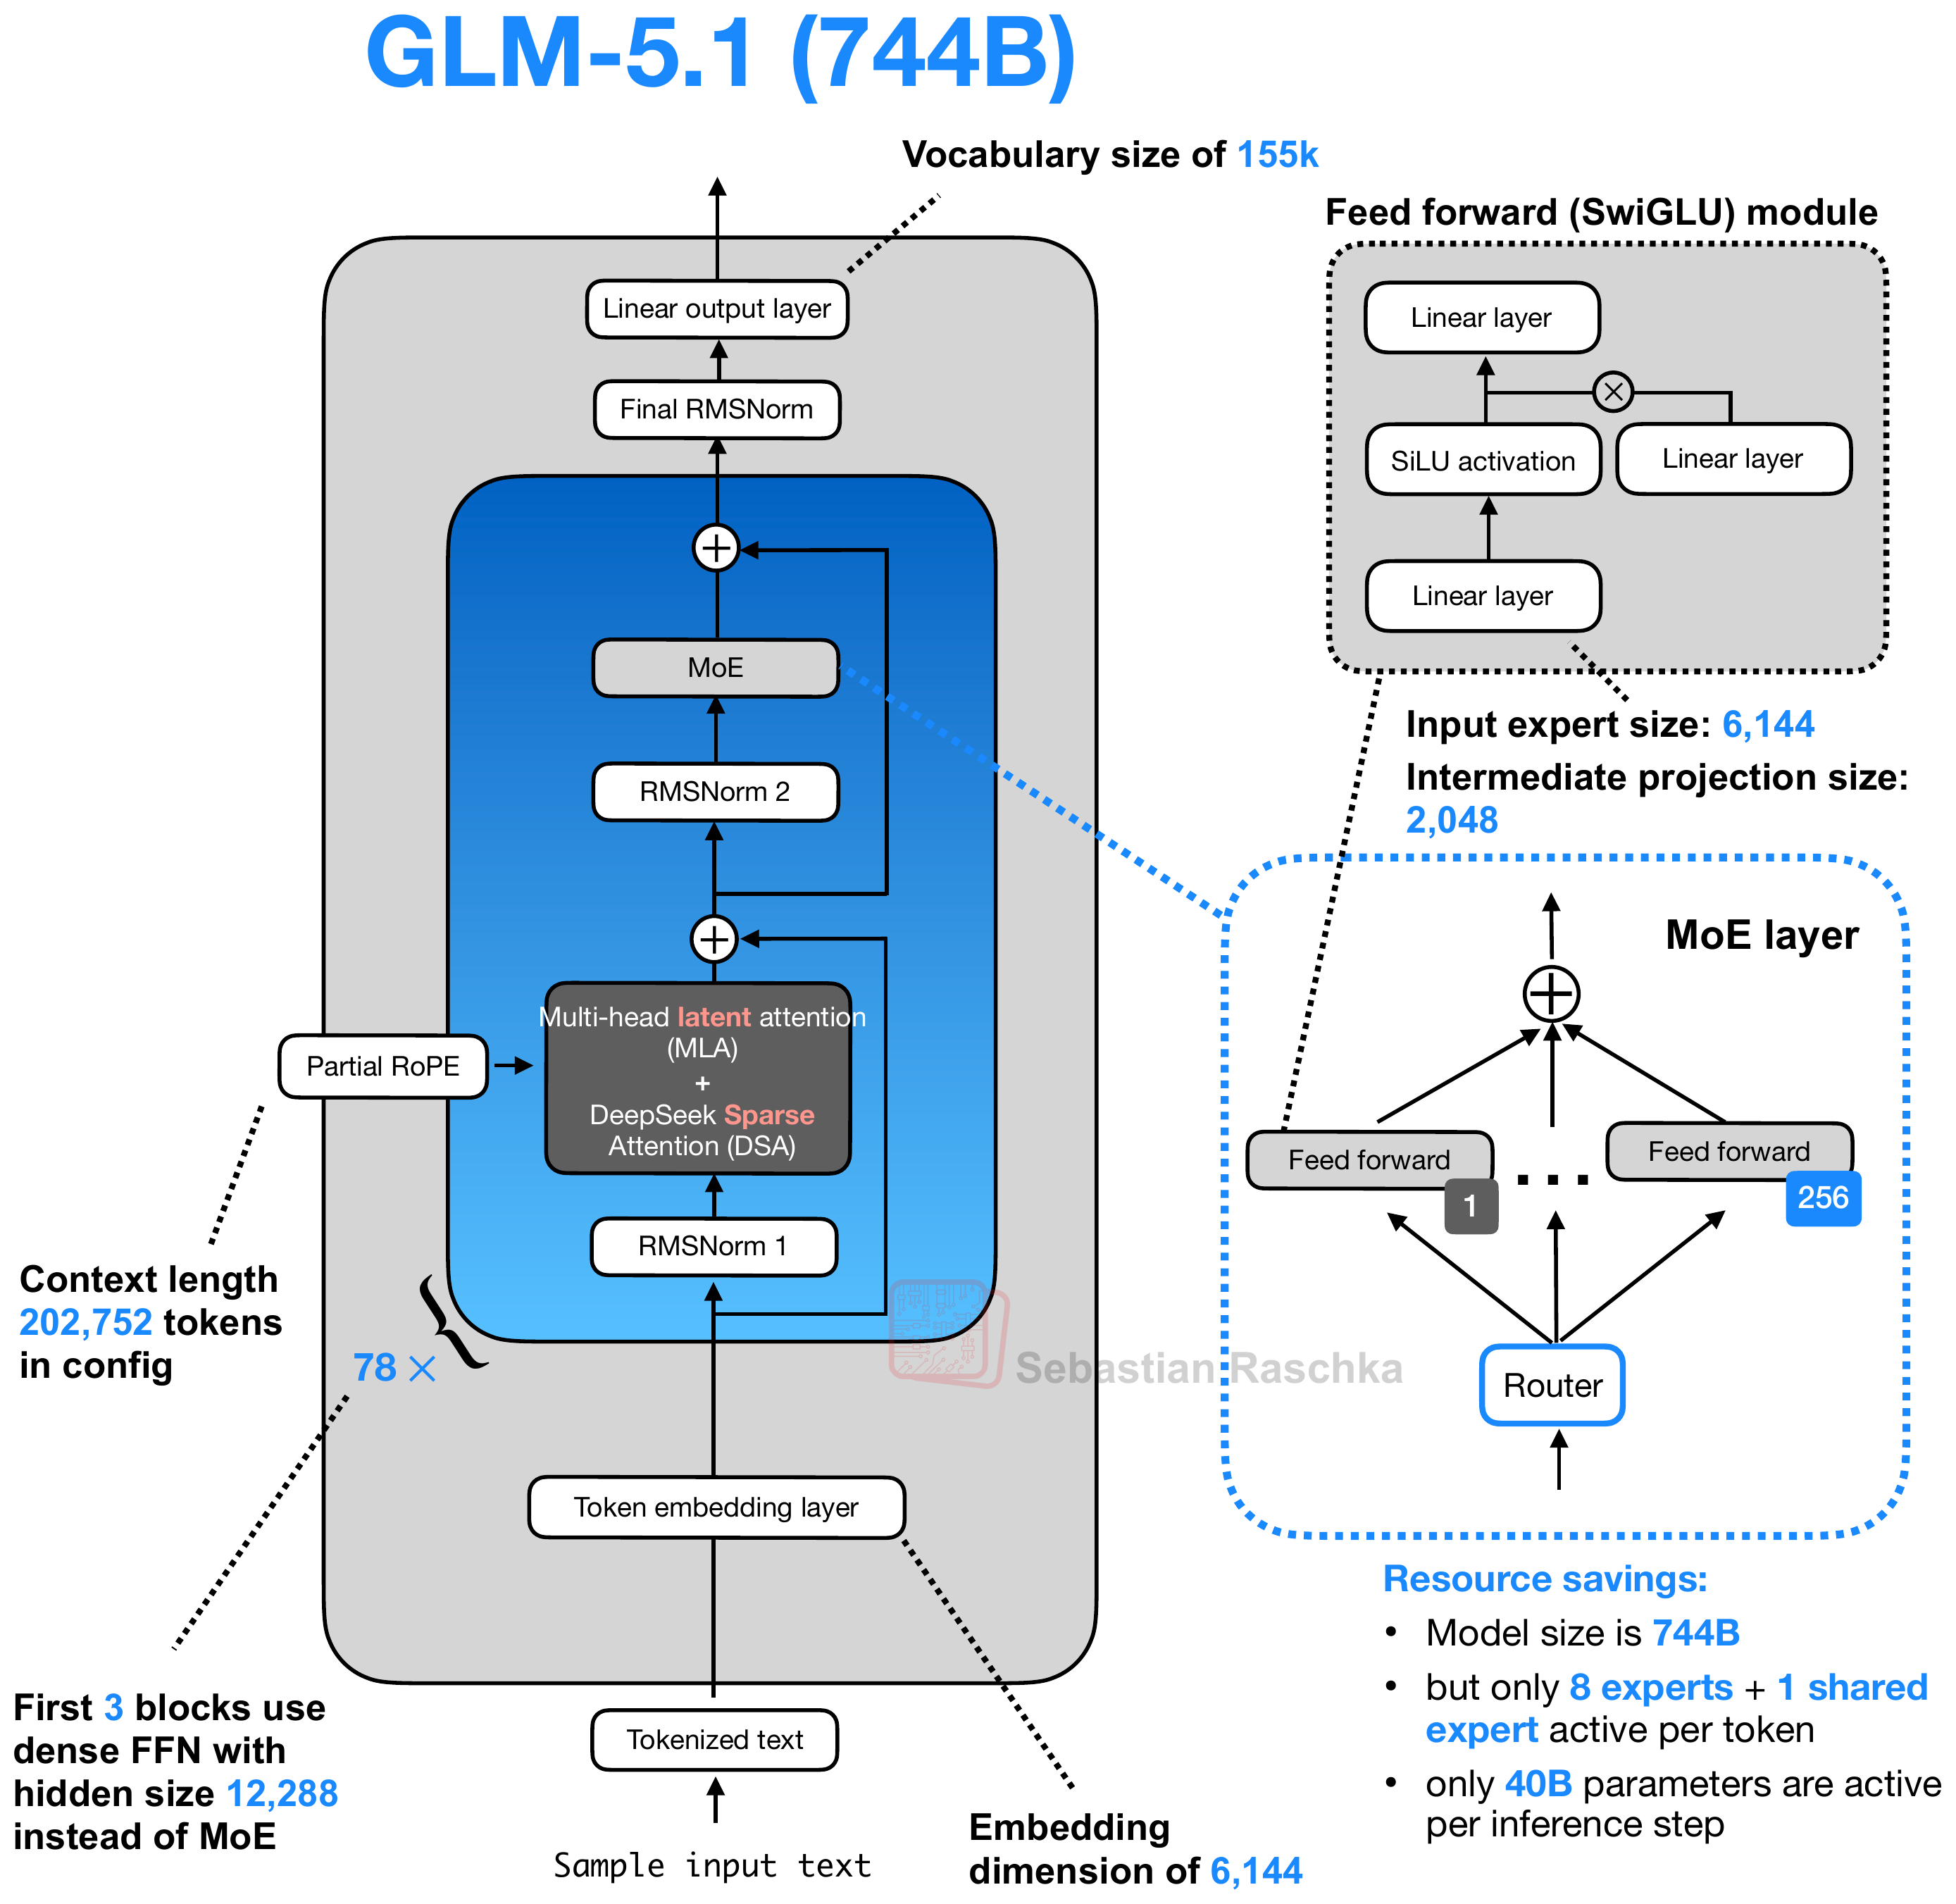 GLM-5.1 (744B)
Vocabulary size of 155k
Linear output layer
Final RMSNorm
MoE
RMSNorm 2
Multi-head latent attention
(MLA)
+
DeepSeek Sparse
Attention (DSA)
Partial RoPE
RMSNorm 1
Context length
202,752 tokens
in config
78 ×
Sebastian Raschka
Token embedding layer
First 3 blocks use
dense FFN with
hidden size 12,288
instead of MoE
Tokenized text
Sample input text
Embedding
dimension of 6,144
Feed forward (SwiGLU) module
Linear layer
SiLU activation
Linear layer
Linear layer
Input expert size: 6,144
Intermediate projection size:
2,048
MoE layer
Feed forward
1
. . .
Feed forward
256
Router
Resource savings:
• Model size is 744B
• but only 8 experts + 1 shared
expert active per token
• only 40B parameters are active
per inference step